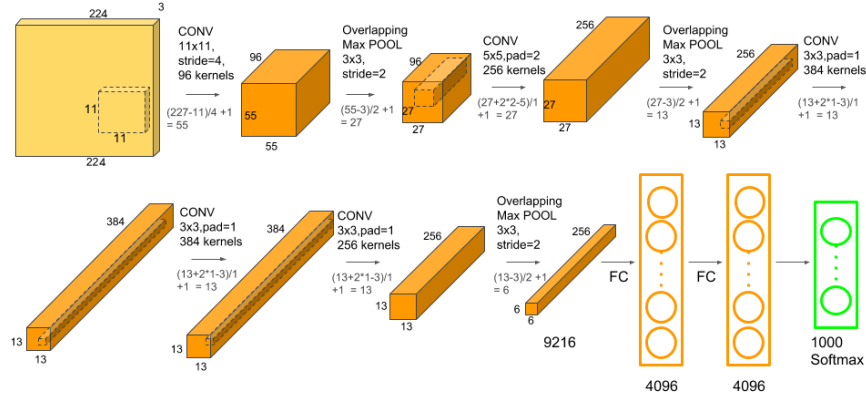 224
3
11
11
224
CONV
11x11,
stride=4,
96 kernels
(227-11)/4 +1
= 55
96
55
55
Overlapping
Max POOL
3x3,
stride=2
(55-3)/2 +1
= 27
96
27
27
CONV
5x5,pad=2
256 kernels
(27+2*2-5)/1
+1 = 27
256
27
27
Overlapping
Max POOL
3x3,
stride=2
(27-3)/2 +1
= 13
256
13
13
CONV
3x3,pad=1
384 kernels
(13+2*1-3)/1
+1 = 13
384
13
13
CONV
3x3,pad=1
384 kernels
(13+2*1-3)/1
+1 = 13
384
13
13
CONV
3x3,pad=1
256 kernels
(13+2*1-3)/1
+1 = 13
256
13
13
Overlapping
Max POOL
3x3,
stride=2
(13-3)/2 +1
= 6
256
6
6
9216
FC
4096
FC
4096
1000
Softmax